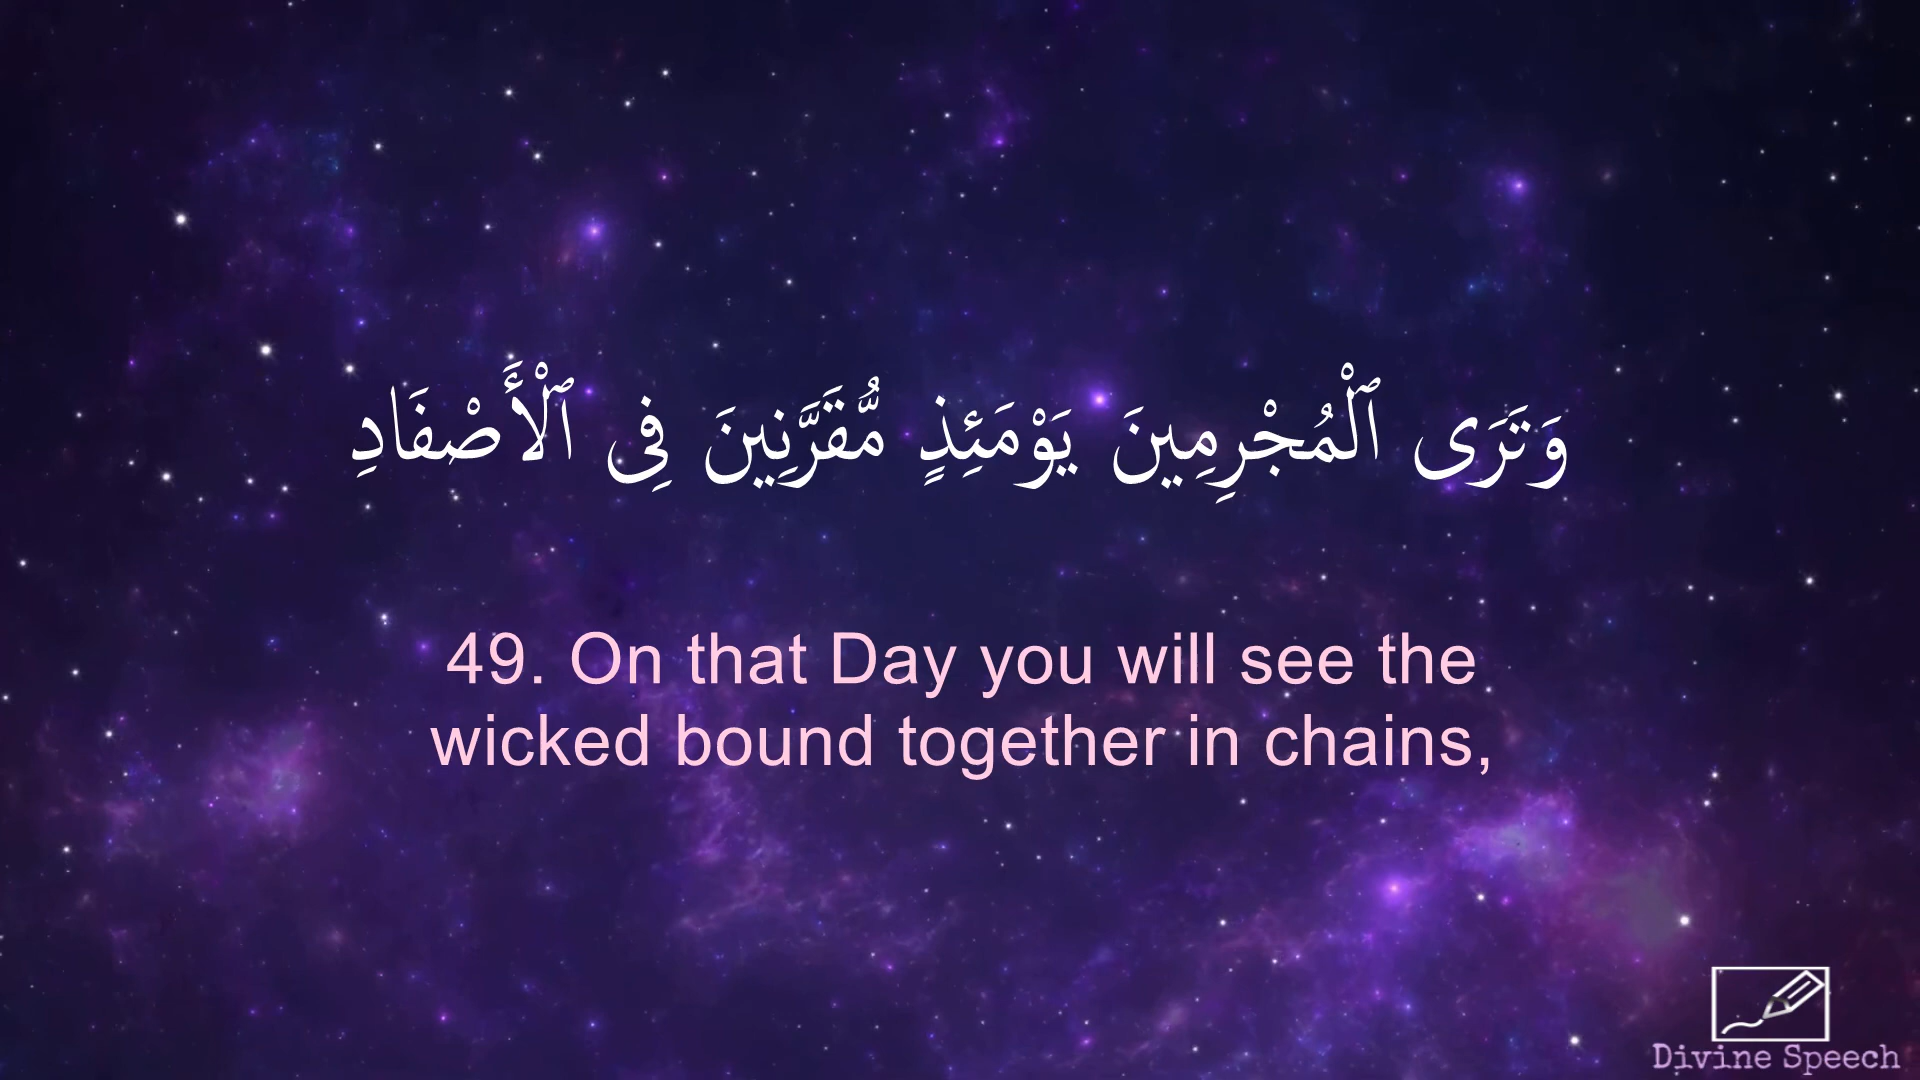 وَتَرَى ٱلْمُجْرِمِينَ يَوْمَئِذٍ مُّقَرَّنِينَ فِى ٱلْأَصْفَادِ
49. On that Day you will see the
wicked bound together in chains,
Divine Speech